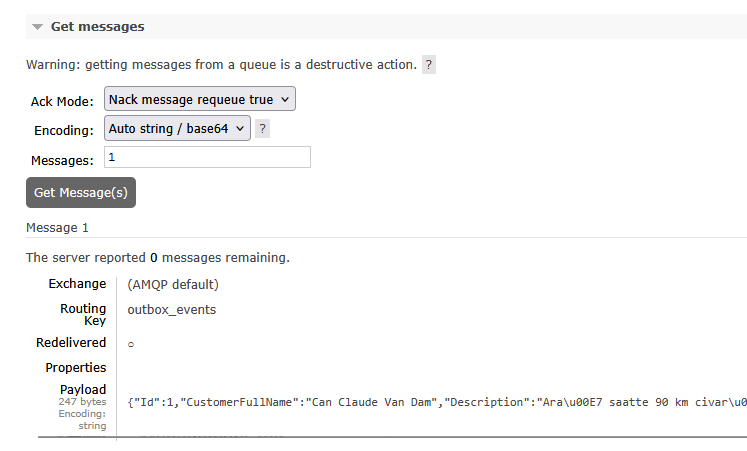 Get messages
Warning: getting messages from a queue is a destructive action. ?
Ack Mode: Nack message requeue true
Encoding: Auto string / base64 ?
Messages: 1
Get Message(s)
Message 1
The server reported 0 messages remaining.
Exchange (AMQP default)
Routing Key outbox_events
Redelivered ○
Properties
Payload
247 bytes
Encoding: string
{"Id":1,"CustomerFullName":"Can Claude Van Dam","Description":"Ara\u00E7 saatte 90 km civar\u0